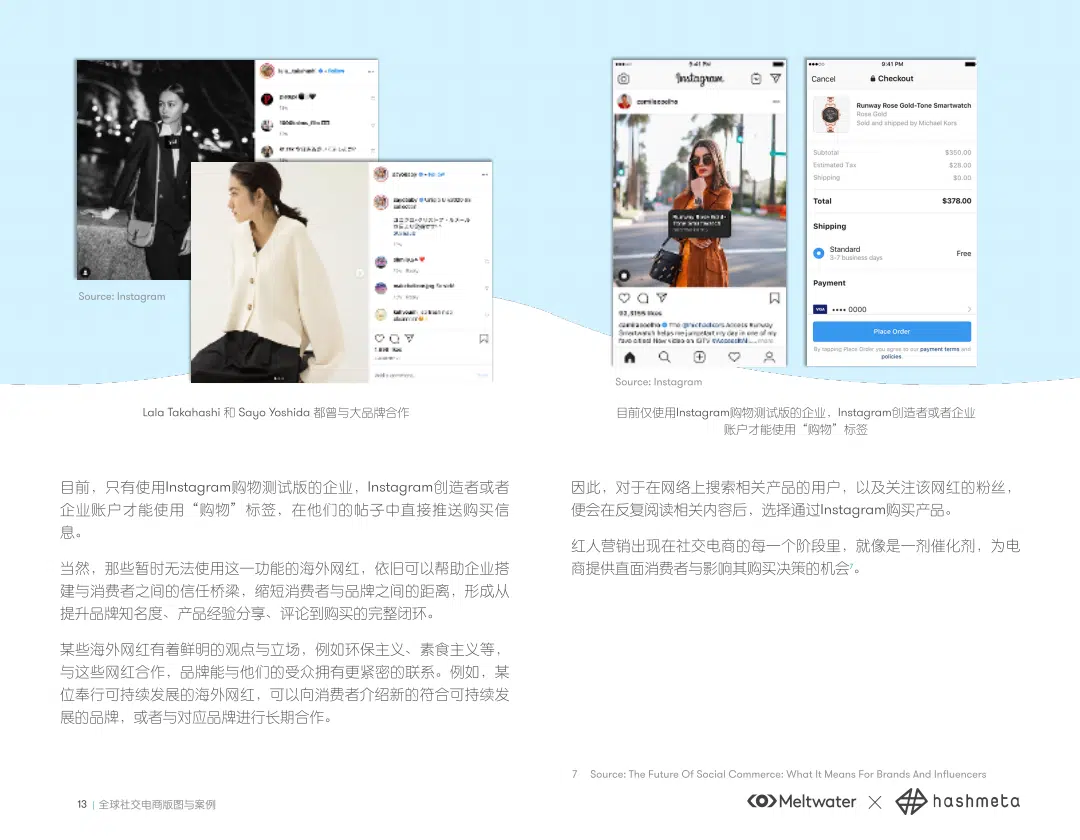 lala_takahashi • Follow
Source: Instagram
sayobaby • Follow
Lala Takahashi 和 Sayo Yoshida 都曾与大品牌合作
9:41 PM
Instagram
camilacoelho
Runway Rose Gold-
Tone Smartwatch
camilacoelho The @michaelkors Access Runway
Smartwatch helps me jumpstart my day in one of my
more
Source: Instagram
9:41 PM
Cancel
Checkout
Runway Rose Gold-Tone Smartwatch
Rose Gold
Sold and shipped by Michael Kors
Subtotal $350.00
Estimated Tax $28.00
Shipping $0.00
Total $378.00
Shipping
Standard Free
3-7 business days
Payment
VISA •••• 0000
Place Order
By tapping Place Order you agree to our payment terms and
policies.
目前仅使用Instagram购物测试版的企业，Instagram创造者或者企业
账户才能使用“购物”标签
目前，只有使用Instagram购物测试版的企业，Instagram创造者或者
企业账户才能使用“购物”标签，在他们的帖子中直接推送购买信
息。
当然，那些暂时无法使用这一功能的海外网红，依旧可以帮助企业搭
建与消费者之间的信任桥梁，缩短消费者与品牌之间的距离，形成从
提升品牌知名度、产品经验分享、评论到购买的完整闭环。
某些海外网红有着鲜明的观点与立场，例如环保主义、素食主义等，
与这些网红合作，品牌能与他们的受众拥有更紧密的联系。例如，某
位奉行可持续发展的海外网红，可以向消费者介绍新的符合可持续发
展的品牌，或者与对应品牌进行长期合作。
因此，对于在网络上搜索相关产品的用户，以及关注该网红的粉丝，
便会在反复阅读相关内容后，选择通过Instagram购买产品。
红人营销出现在社交电商的每一个阶段里，就像是一剂催化剂，为电
商提供直面消费者与影响其购买决策的机会7。
7 Source: The Future Of Social Commerce: What It Means For Brands And Influencers
13 | 全球社交电商版图与案例
Meltwater × hashmeta